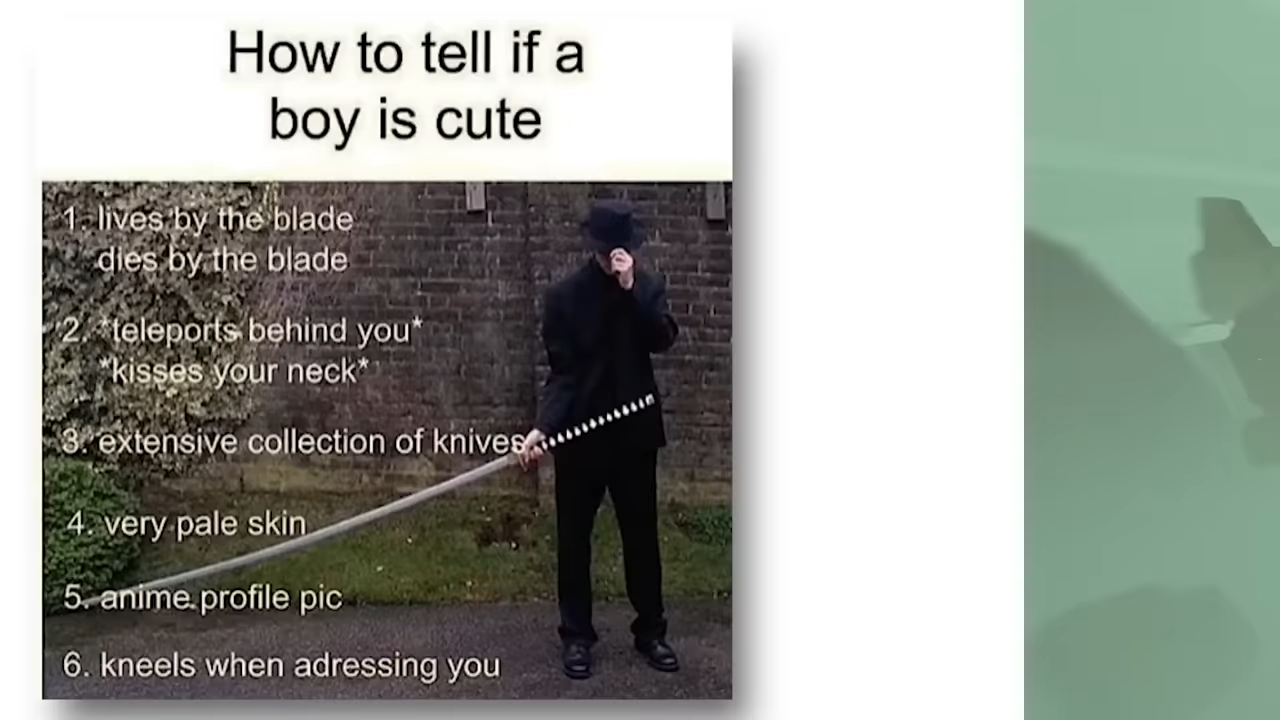 How to tell if a
boy is cute
1. lives by the blade
dies by the blade
2. *teleports behind you*
*kisses your neck*
3. extensive collection of knives
4. very pale skin
5. anime profile pic
6. kneels when adressing you